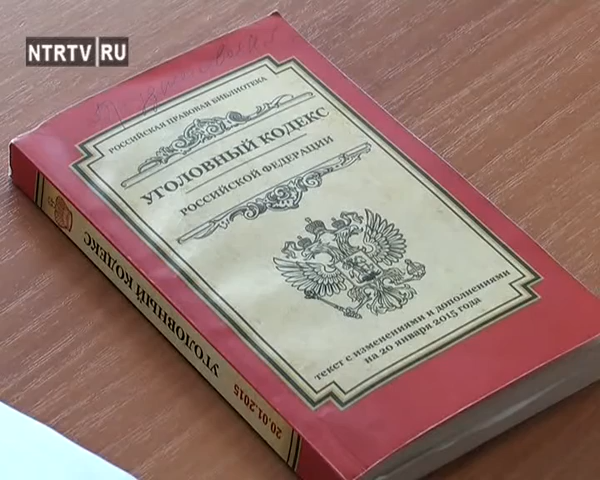 NTRTV RU
РОССИЙСКАЯ ПРАВОВАЯ БИБЛИОТЕКА
УГОЛОВНЫЙ КОДЕКС
РОССИЙСКОЙ ФЕДЕРАЦИИ
текст с изменениями и дополнениями
на 20 января 2015 года
УГОЛОВНЫЙ КОДЕКС
20.01.2015